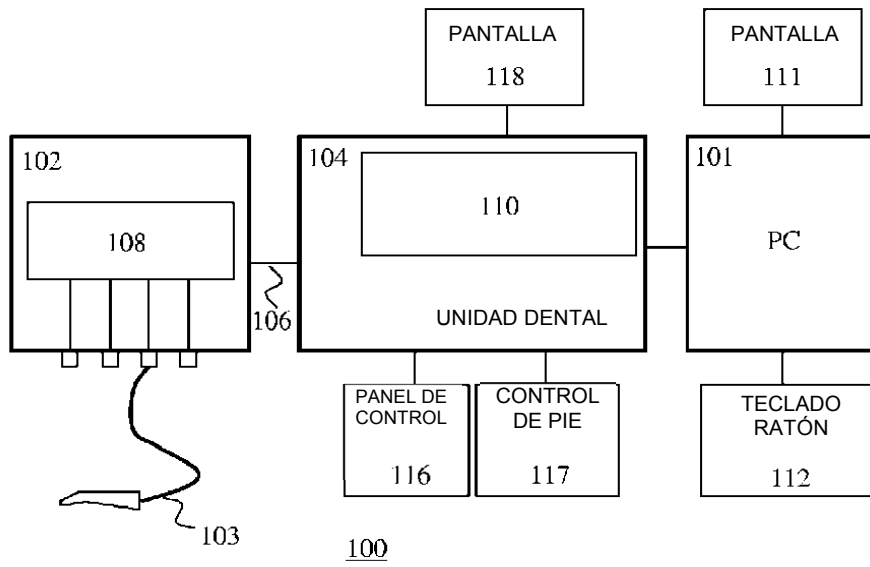 PANTALLA
118
PANTALLA
111
102
108
104
110
UNIDAD DENTAL
101
PC
106
PANEL DE
CONTROL
116
CONTROL
DE PIE
117
TECLADO
RATÓN
112
103
100